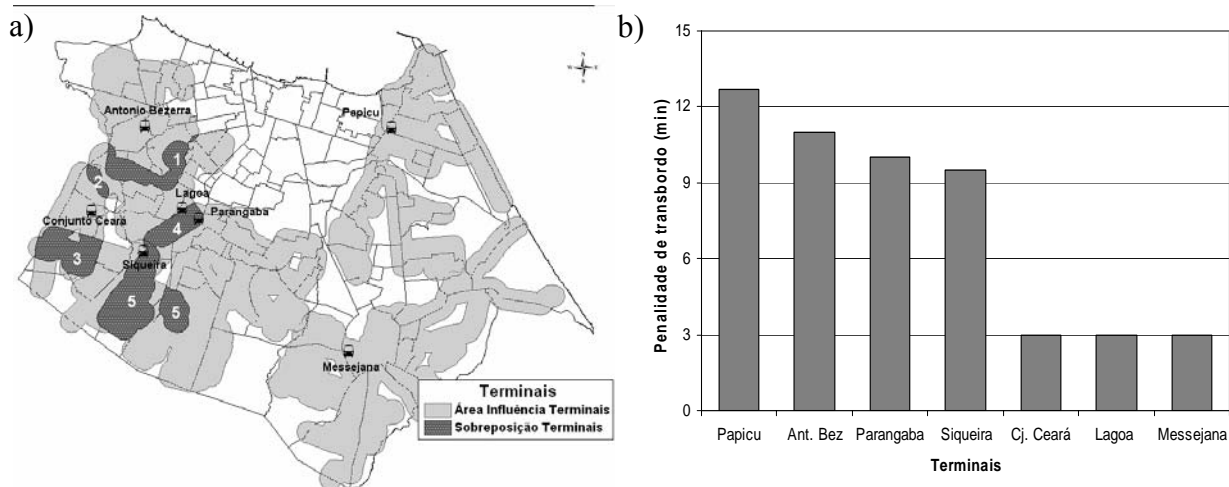 a)
Antonio Bezerra
Papicu
1
2
Lagoa
Conjunto Ceará
Parangaba
4
3
Siqueira
5
5
Messejana
Terminais
Área Influência Terminais
Sobreposição Terminais
b)
Penalidade de transbordo (min)
15
12
9
6
3
0
Papicu
Ant. Bez
Parangaba
Siqueira
Cj. Ceará
Lagoa
Messejana
Terminais